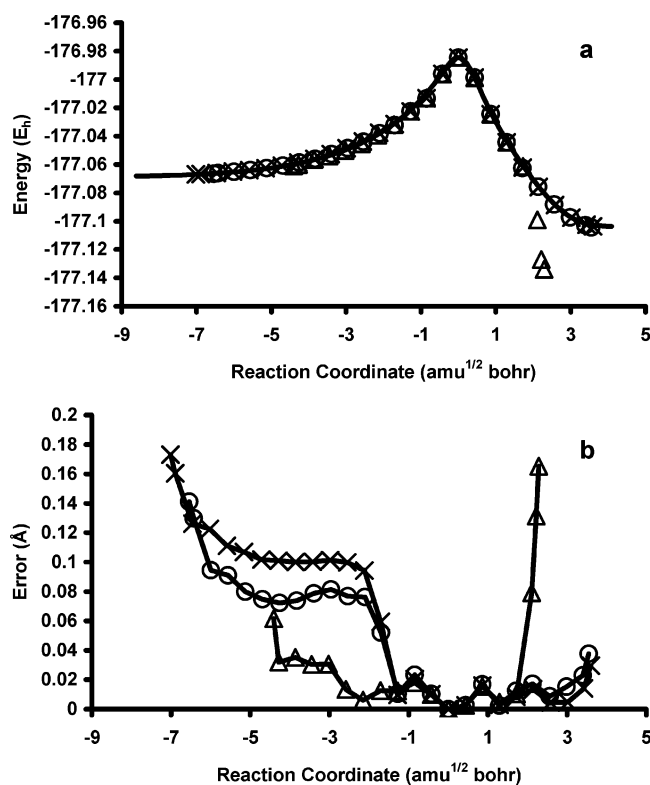 a
Energy (Eh)
-176.96
-176.98
-177
-177.02
-177.04
-177.06
-177.08
-177.1
-177.12
-177.14
-177.16
-9 -7 -5 -3 -1 1 3 5
Reaction Coordinate (amu1/2 bohr)
b
Error (Å)
0.2
0.18
0.16
0.14
0.12
0.1
0.08
0.06
0.04
0.02
0
-9 -7 -5 -3 -1 1 3 5
Reaction Coordinate (amu1/2 bohr)